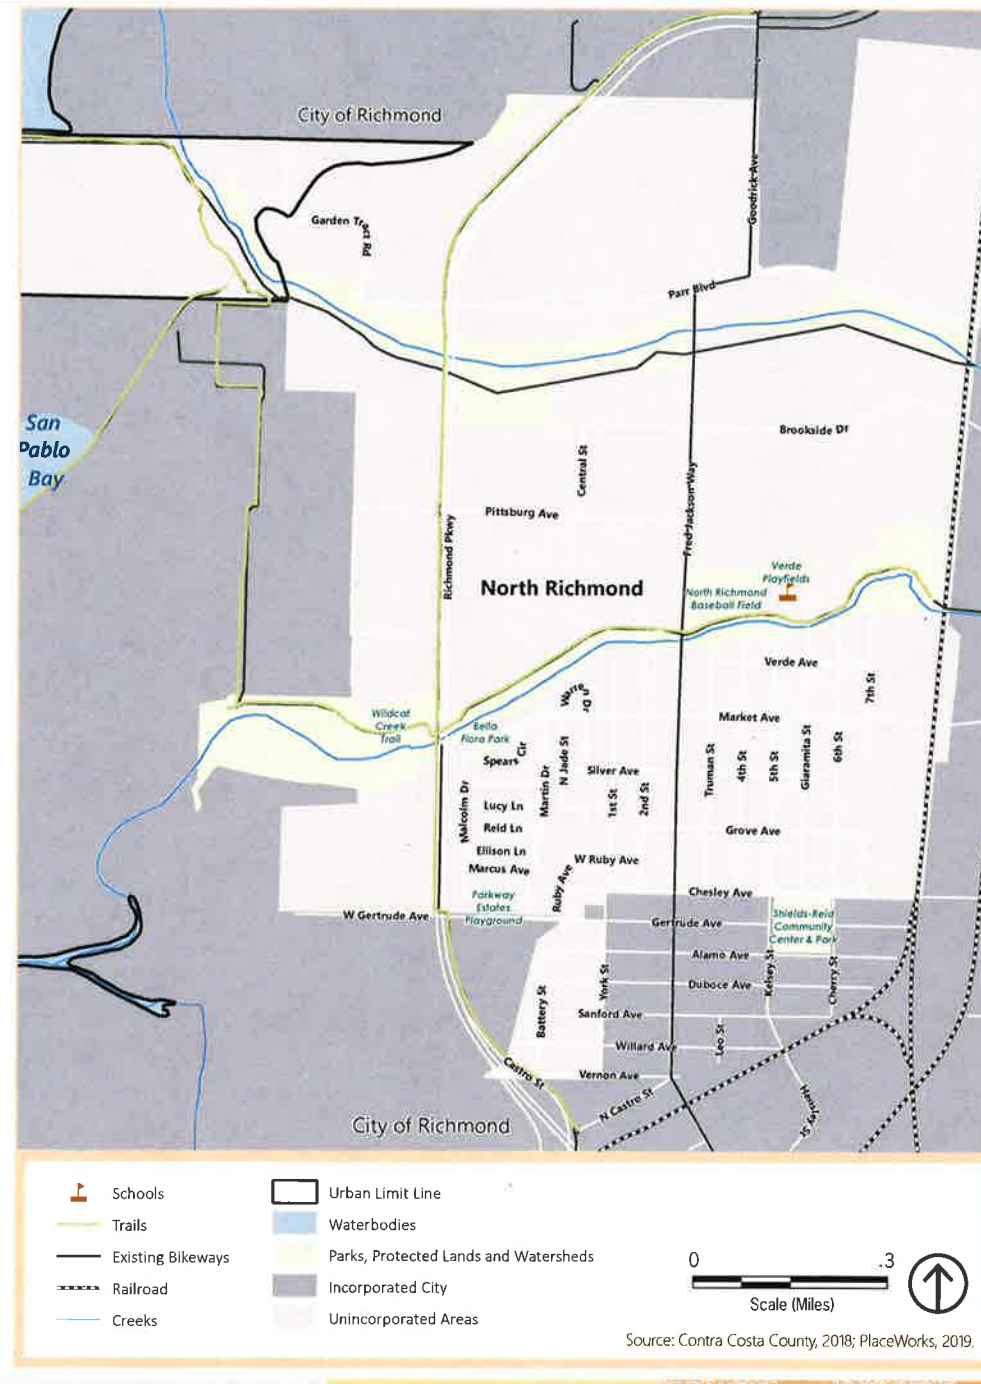 City of Richmond
Goodrick Ave
Garden Tract Rd
Parr Blvd
San
Pablo
Bay
Brookside Dr
Central St
Fred Jackson Way
Pittsburg Ave
Richmond Pkwy
North Richmond
Verde
Playfields
North Richmond
Baseball Field
Verde Ave
7th St
Warren Dr
Wildcat
Creek
Trail
Bella
Flora Park
Market Ave
Spears Cir
N Jade St
Silver Ave
Truman St
4th St
5th St
Giaramita St
6th St
Malcolm Dr
Martin Dr
1st St
2nd St
Lucy Ln
Reid Ln
Grove Ave
Ellison Ln
Marcus Ave
W Ruby Ave
Ruby Ave
Chesley Ave
Parkway
Estates
Playground
W Gertrude Ave
Gertrude Ave
Shields-Reid
Community
Center & Park
Alamo Ave
Kelsey St
Cherry St
York St
Duboce Ave
Battery St
Sanford Ave
Leo St
Willard Ave
Castro St
Vernon Ave
N Castro St
Hensley St
City of Richmond
Schools
Trails
Existing Bikeways
Railroad
Creeks
Urban Limit Line
Waterbodies
Parks, Protected Lands and Watersheds
Incorporated City
Unincorporated Areas
0 .3
Scale (Miles)
Source: Contra Costa County, 2018; PlaceWorks, 2019.